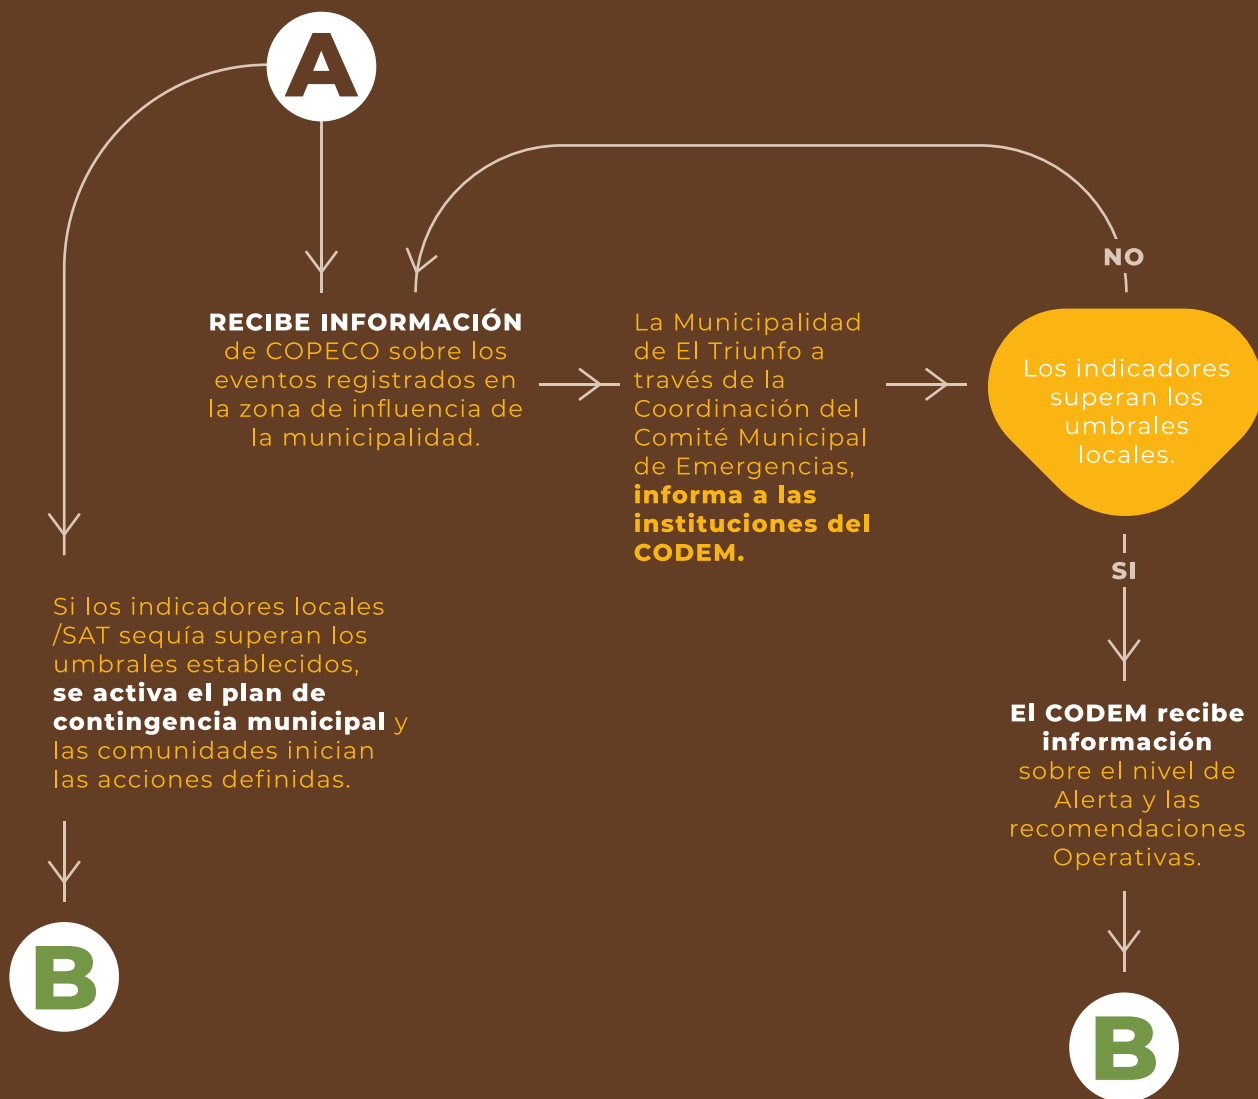 A
RECIBE INFORMACIÓN
de COPECO sobre los
eventos registrados en
la zona de influencia de
la municipalidad.
La Municipalidad
de El Triunfo a
través de la
Coordinación del
Comité Municipal
de Emergencias,
informa a las
instituciones del
CODEM.
NO
Los indicadores
superan los
umbrales
locales.
SI
El CODEM recibe
información
sobre el nivel de
Alerta y las
recomendaciones
Operativas.
B
Si los indicadores locales
/SAT sequía superan los
umbrales establecidos,
se activa el plan de
contingencia municipal y
las comunidades inician
las acciones definidas.
B